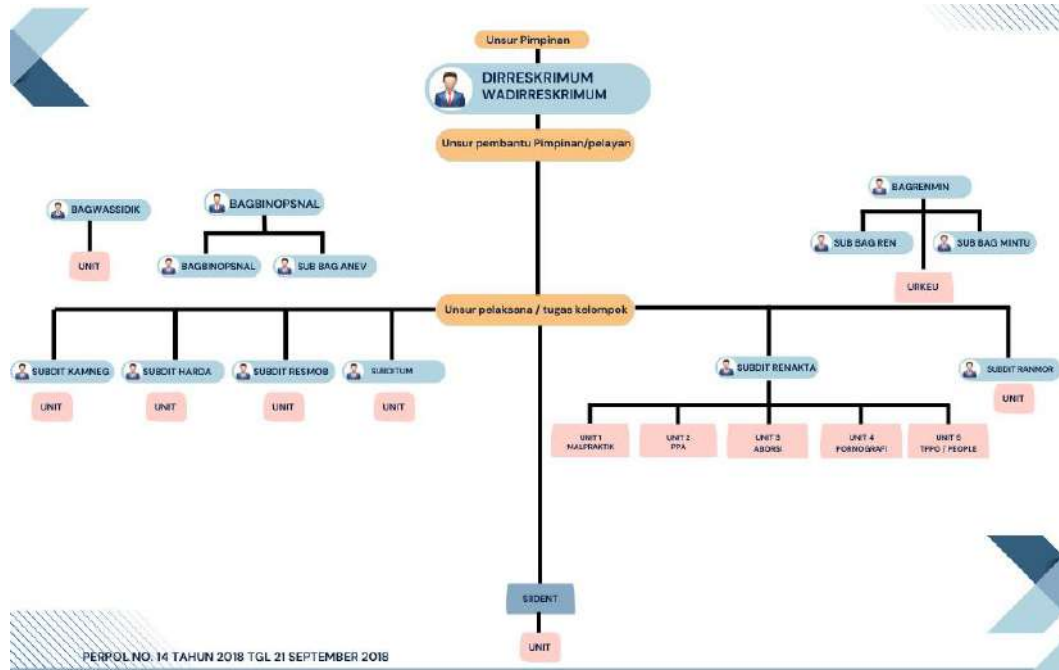 Unsur Pimpinan
DIRRESKRIMUM
WADIRRESKRIMUM
Unsur pembantu Pimpinan/pelayan
BAGWASSIDIK
UNIT
BAGBINOPSNAL
BAGBINOPSNAL
SUB BAG ANEV
BAGRENMIN
SUB BAG REN
SUB BAG MINTU
URKEU
Unsur pelaksana / tugas kelompok
SUBDIT KAMNEG
UNIT
SUBDIT HARDA
UNIT
SUBDIT RESMOB
UNIT
SUBDITUM
UNIT
SUBDIT RENAKTA
UNIT 1
MALPRAKTIK
UNIT 2
PPA
UNIT 3
ABORSI
UNIT 4
PORNOGRAFI
UNIT 5
TPPO / PEOPLE
SUBDIT RANMOR
UNIT
SIIDENT
UNIT
PERPOL NO. 14 TAHUN 2018 TGL 21 SEPTEMBER 2018